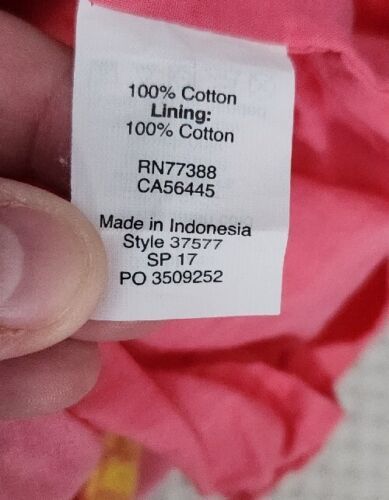 100% Cotton
Lining:
100% Cotton
RN77388
CA56445
Made in Indonesia
Style 37577
SP 17
PO 3509252